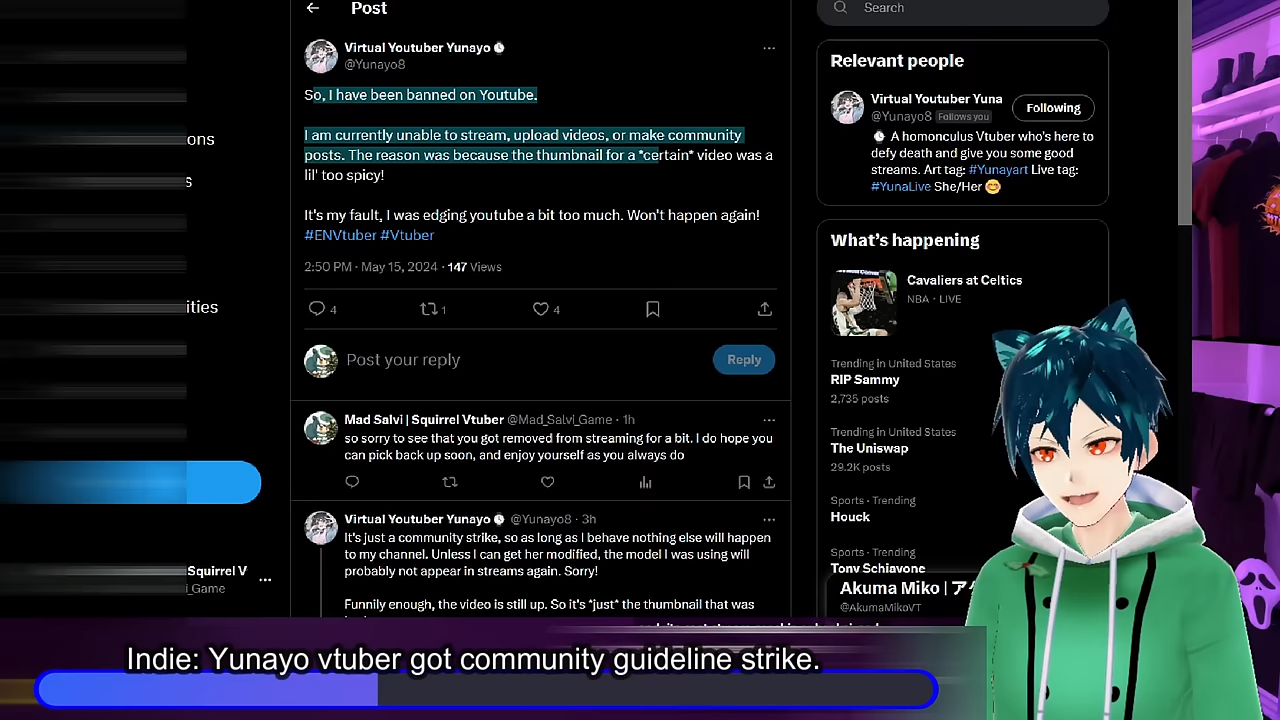 Post
Virtual Youtuber Yunayo
@Yunayo8
So, I have been banned on Youtube.
I am currently unable to stream, upload videos, or make community
posts. The reason was because the thumbnail for a *certain* video was a
lil' too spicy!
It's my fault, I was edging youtube a bit too much. Won't happen again!
#ENVtuber #Vtuber
2:50 PM · May 15, 2024 · 147 Views
4
1
4
Post your reply
Reply
Mad Salvi | Squirrel Vtuber @Mad_Salvi_Game · 1h
so sorry to see that you got removed from streaming for a bit. I do hope you
can pick back up soon, and enjoy yourself as you always do
Virtual Youtuber Yunayo @Yunayo8 · 3h
It's just a community strike, so as long as I behave nothing else will happen
to my channel. Unless I can get her modified, the model I was using will
probably not appear in streams again. Sorry!
Funnily enough, the video is still up. So it's *just* the thumbnail that was
ons
s
ities
Squirrel V
i_Game
Search
Relevant people
Virtual Youtuber Yuna
@Yunayo8 Follows you
Following
A homonculus Vtuber who's here to
defy death and give you some good
streams. Art tag: #Yunayart Live tag:
#YunaLive She/Her
What's happening
Cavaliers at Celtics
NBA · LIVE
Trending in United States
RIP Sammy
2,735 posts
Trending in United States
The Uniswap
29.2K posts
Sports · Trending
Houck
Sports · Trending
Tony Schiavone
Akuma Miko | ア
@AkumaMikoVT
Indie: Yunayo vtuber got community guideline strike.